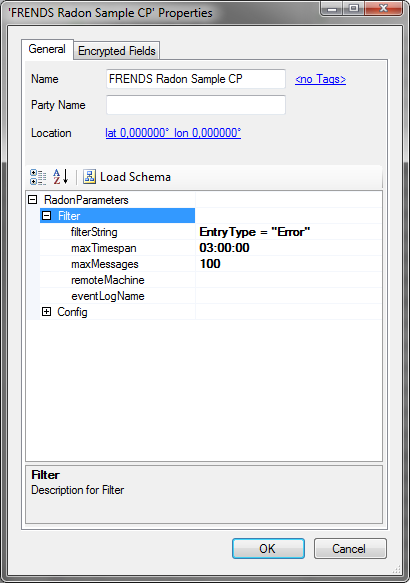 'FRENDS Radon Sample CP' Properties
General Encrypted Fields
Name FRENDS Radon Sample CP <no Tags>
Party Name
Location lat 0,000000° lon 0,000000°
A Z Load Schema
RadonParameters
Filter
filterString EntryType = "Error"
maxTimespan 03:00:00
maxMessages 100
remoteMachine
eventLogName
Config
Filter
Description for Filter
OK Cancel